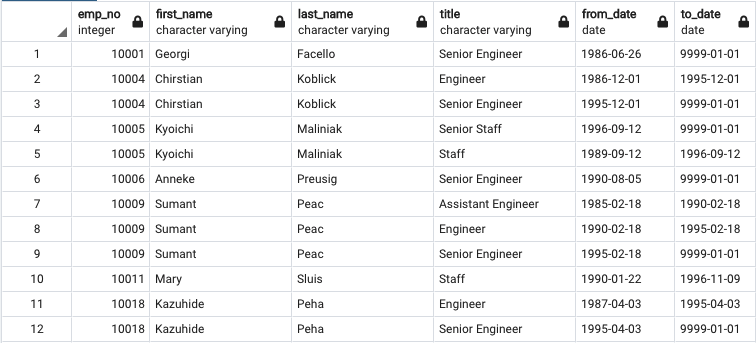 emp_no first_name last_name title from_date to_date
integer character varying character varying character varying date date
1 10001 Georgi Facello Senior Engineer 1986-06-26 9999-01-01
2 10004 Chirstian Koblick Engineer 1986-12-01 1995-12-01
3 10004 Chirstian Koblick Senior Engineer 1995-12-01 9999-01-01
4 10005 Kyoichi Maliniak Senior Staff 1996-09-12 9999-01-01
5 10005 Kyoichi Maliniak Staff 1989-09-12 1996-09-12
6 10006 Anneke Preusig Senior Engineer 1990-08-05 9999-01-01
7 10009 Sumant Peac Assistant Engineer 1985-02-18 1990-02-18
8 10009 Sumant Peac Engineer 1990-02-18 1995-02-18
9 10009 Sumant Peac Senior Engineer 1995-02-18 9999-01-01
10 10011 Mary Sluis Staff 1990-01-22 1996-11-09
11 10018 Kazuhide Peha Engineer 1987-04-03 1995-04-03
12 10018 Kazuhide Peha Senior Engineer 1995-04-03 9999-01-01